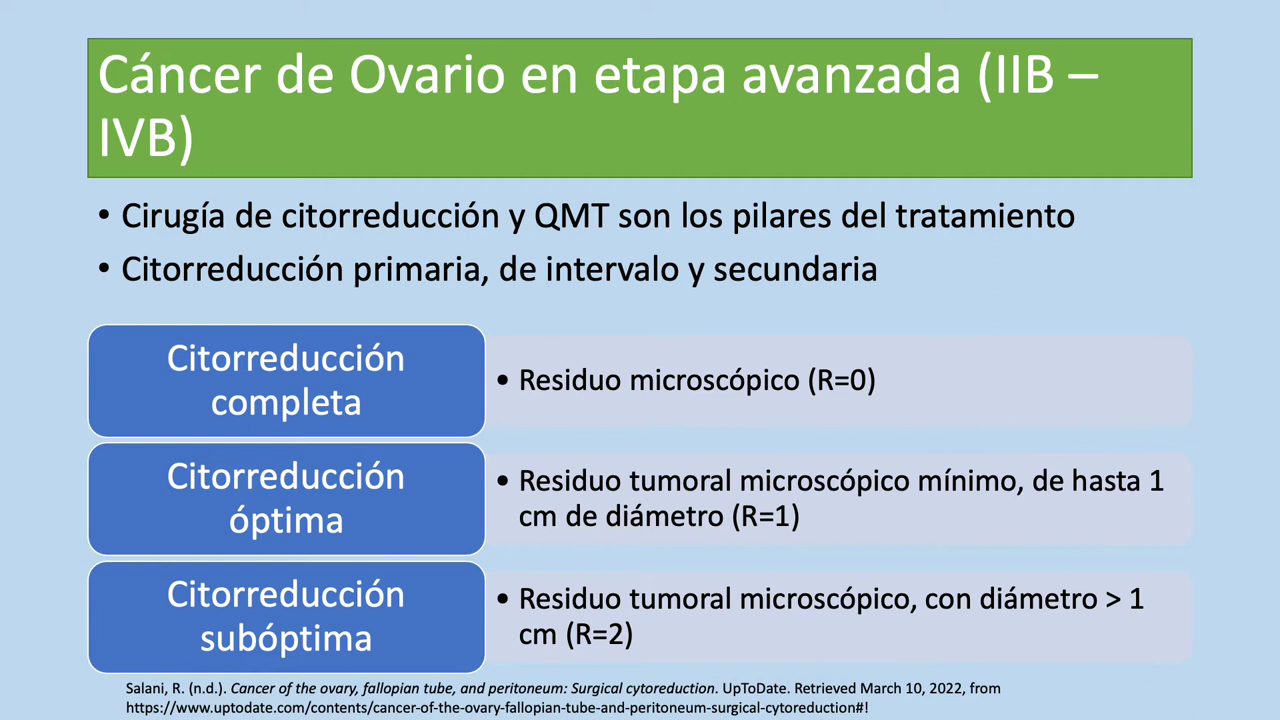 Cáncer de Ovario en etapa avanzada (IIB –
IVB)
• Cirugía de citorreducción y QMT son los pilares del tratamiento
• Citorreducción primaria, de intervalo y secundaria
Citorreducción
completa
• Residuo microscópico (R=0)
Citorreducción
óptima
• Residuo tumoral microscópico mínimo, de hasta 1
cm de diámetro (R=1)
Citorreducción
subóptima
• Residuo tumoral microscópico, con diámetro > 1
cm (R=2)
Salani, R. (n.d.). Cancer of the ovary, fallopian tube, and peritoneum: Surgical cytoreduction. UpToDate. Retrieved March 10, 2022, from
https://www.uptodate.com/contents/cancer-of-the-ovary-fallopian-tube-and-peritoneum-surgical-cytoreduction#!